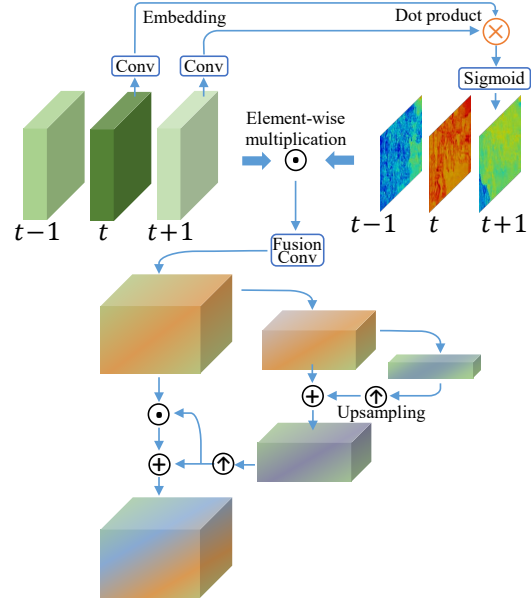 Embedding
Dot product
Conv
Conv
Sigmoid
Element-wise
multiplication
t−1
t
t+1
t−1
t
t+1
Fusion
Conv
Upsampling